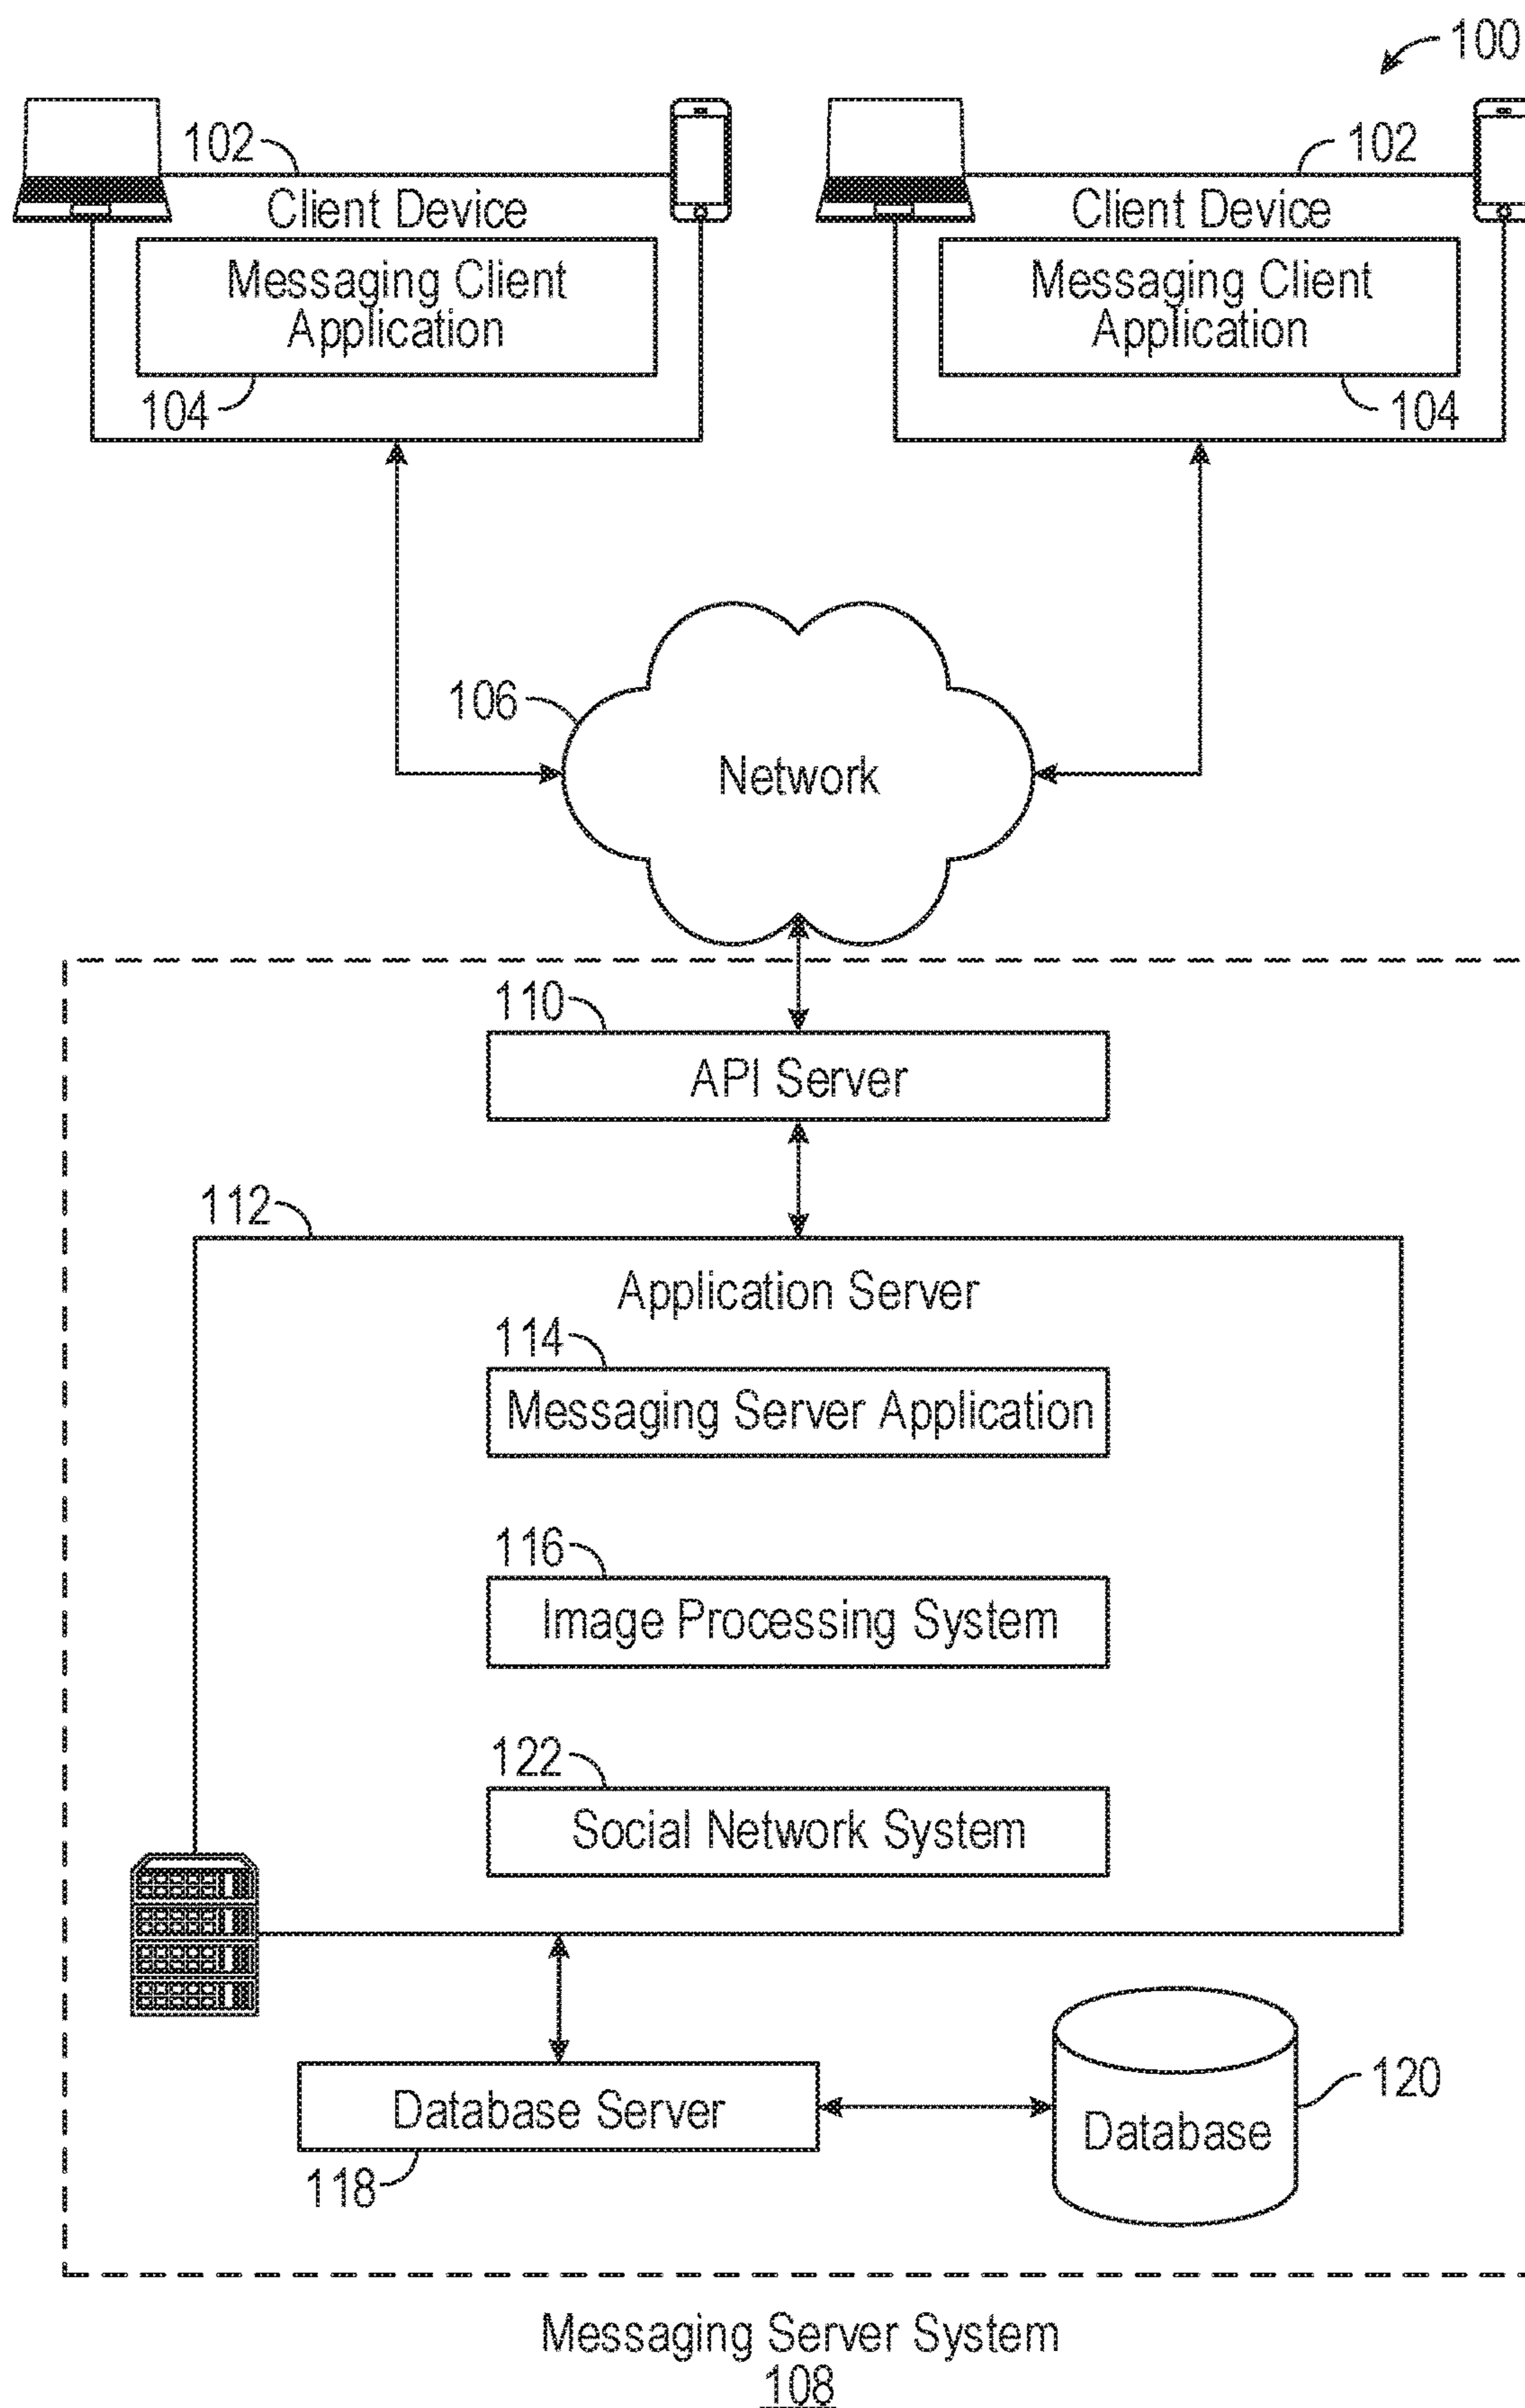 100
102
102
Client Device
Client Device
Messaging Client
Application
Messaging Client
Application
104
104
106
Network
110
API Server
112
Application Server
114
Messaging Server Application
116
Image Processing System
122
Social Network System
Database Server
118
Database
120
Messaging Server System
108